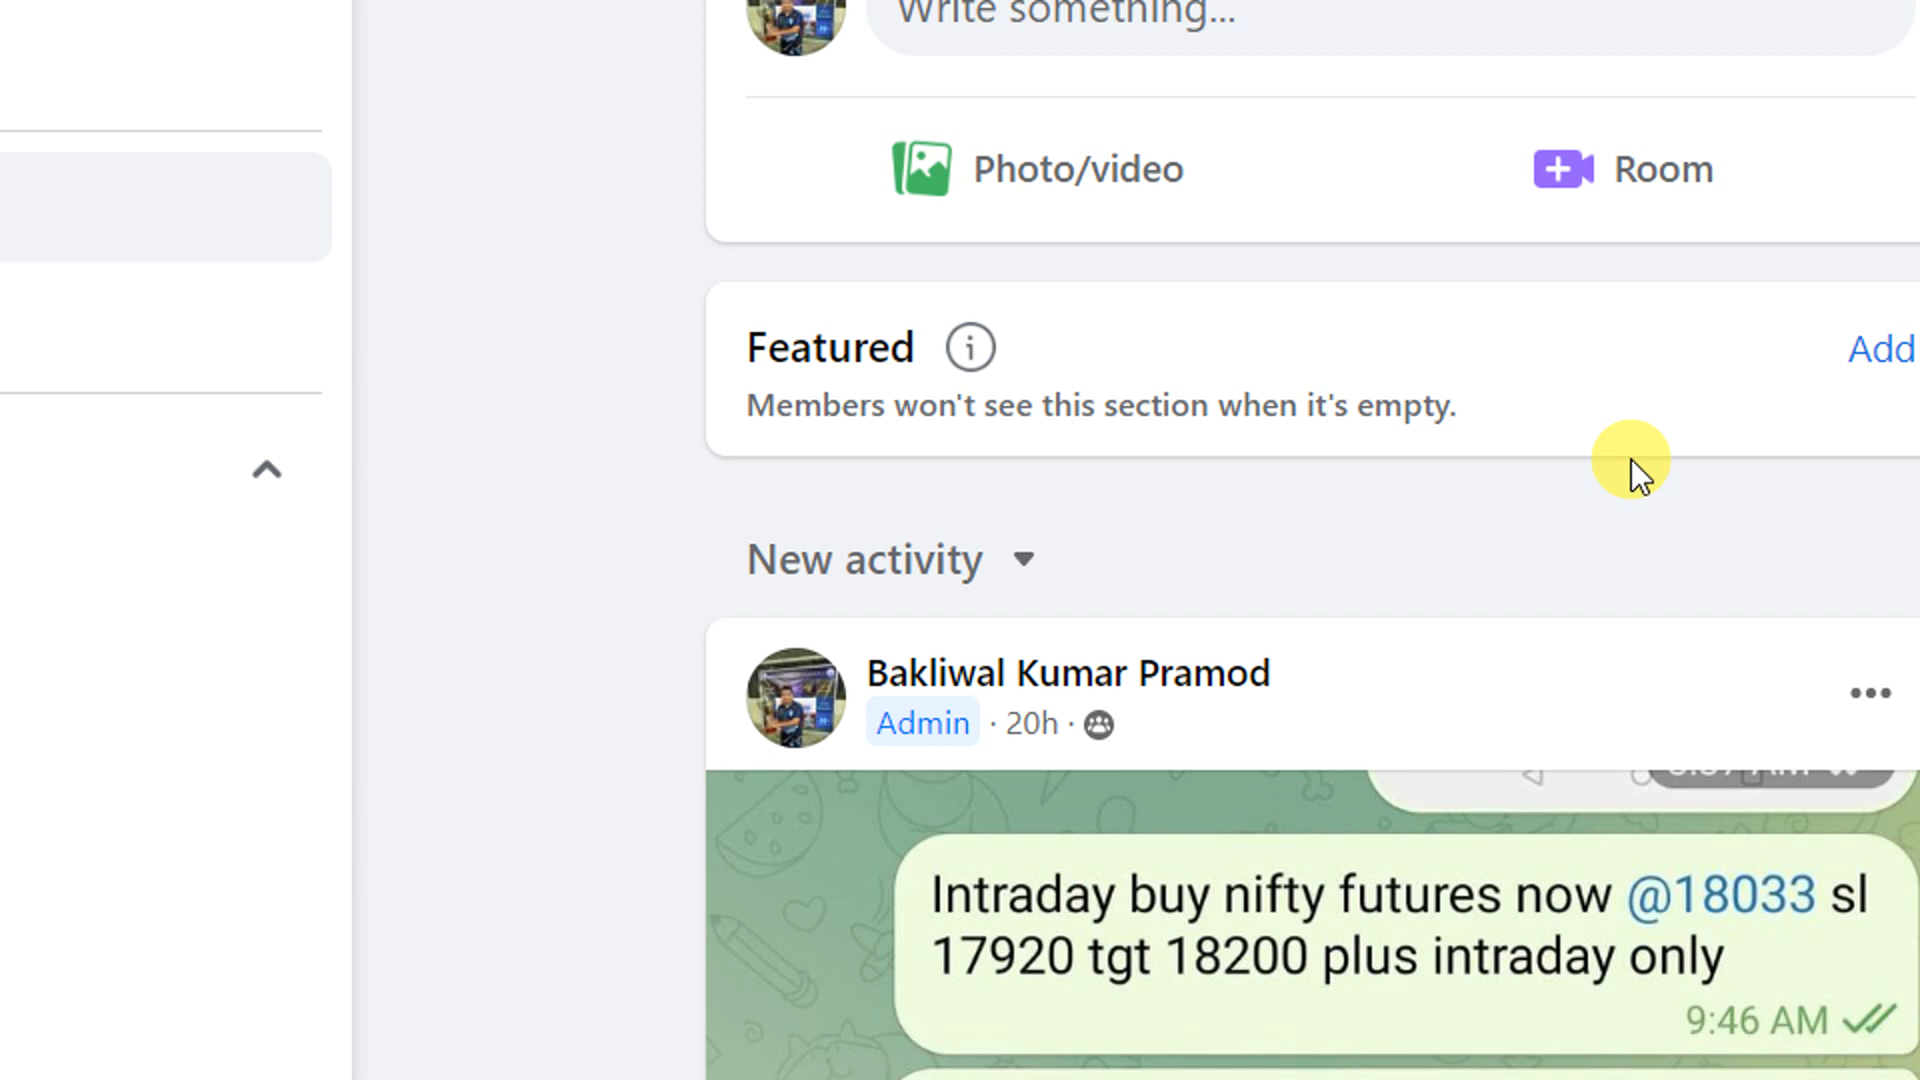 Write something...
Photo/video
Room
Featured
Add
Members won't see this section when it's empty.
New activity
Bakliwal Kumar Pramod
Admin · 20h ·
Intraday buy nifty futures now @18033 sl
17920 tgt 18200 plus intraday only
9:46 AM